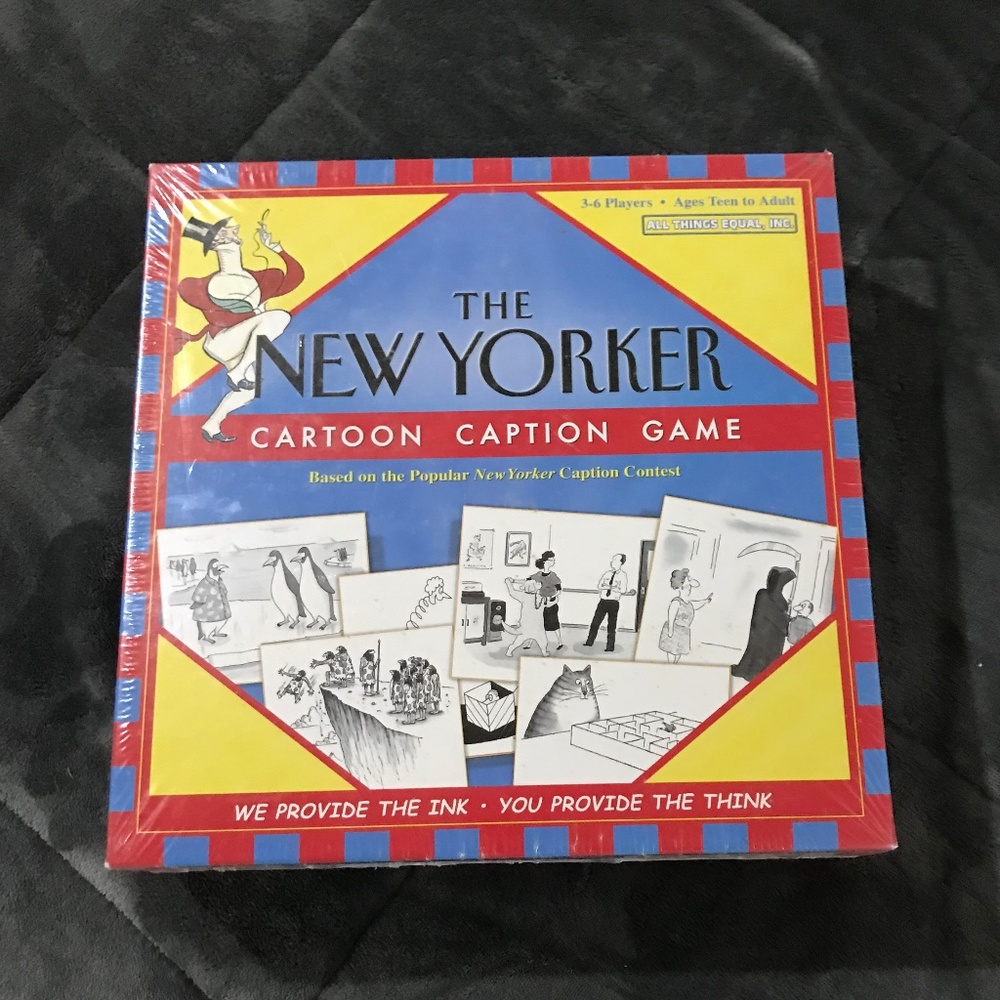 3-6 Players • Ages Teen to Adult
ALL THINGS EQUAL, INC.
THE
NEW YORKER
CARTOON CAPTION GAME
Based on the Popular New Yorker Caption Contest
WE PROVIDE THE INK · YOU PROVIDE THE THINK